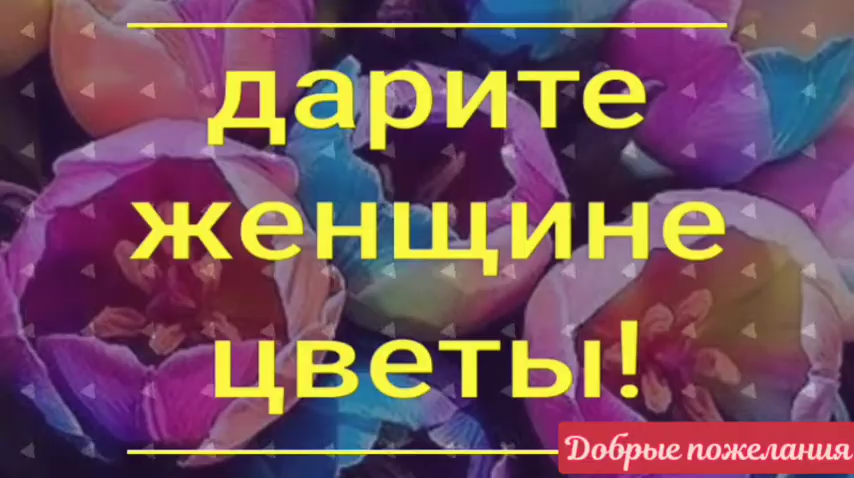 дарите
женщине
цветы!
Добрые пожелания